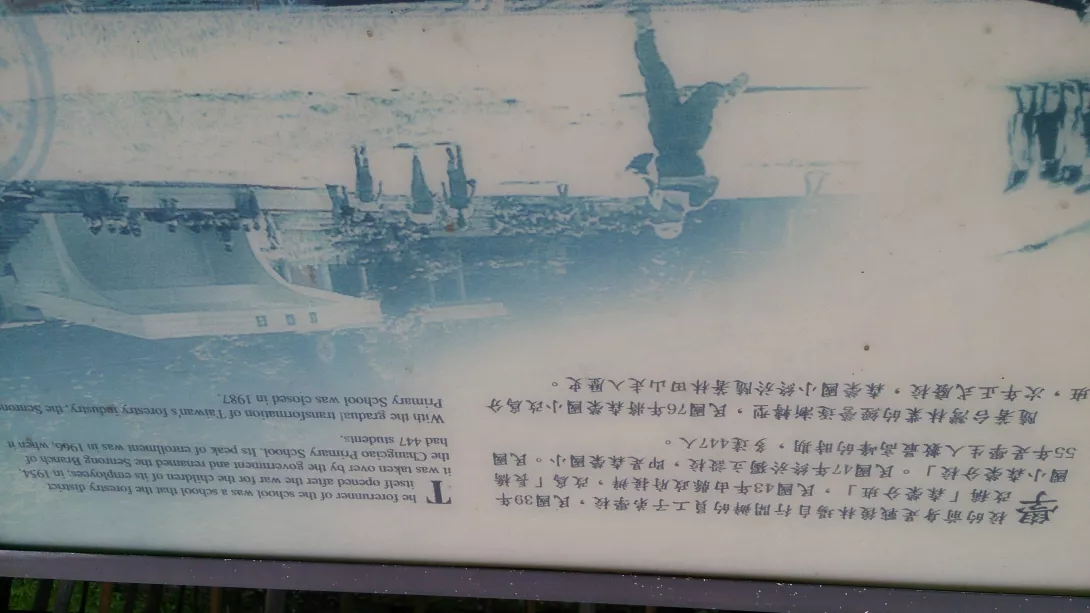 學校的前身是戰後林場自行開辦的員工子弟學校，民國39年
改稱「森榮分班」，民國43年由縣政府接辦，改為「長橋
國小森榮分校」。民國47年終於獨立設校，即是森榮國小。民國
55年是學生人數最高峰的時期，多達447人。
隨著台灣林業的經營逐漸轉型，民國76年將森榮國小改為分
班，次年正式廢校，森榮國小終於隨著林田山走入歷史。
The forerunner of the school was a school that the forestry district
itself opened after the war for the children of its employees; in 1954
it was taken over by the government and renamed the Senrong Branch of
the Changciao Primary School. Its peak of enrollment was in 1966, when it
had 447 students.
With the gradual transformation of Taiwan's forestry industry, the Senrong
Primary School was closed in 1987.